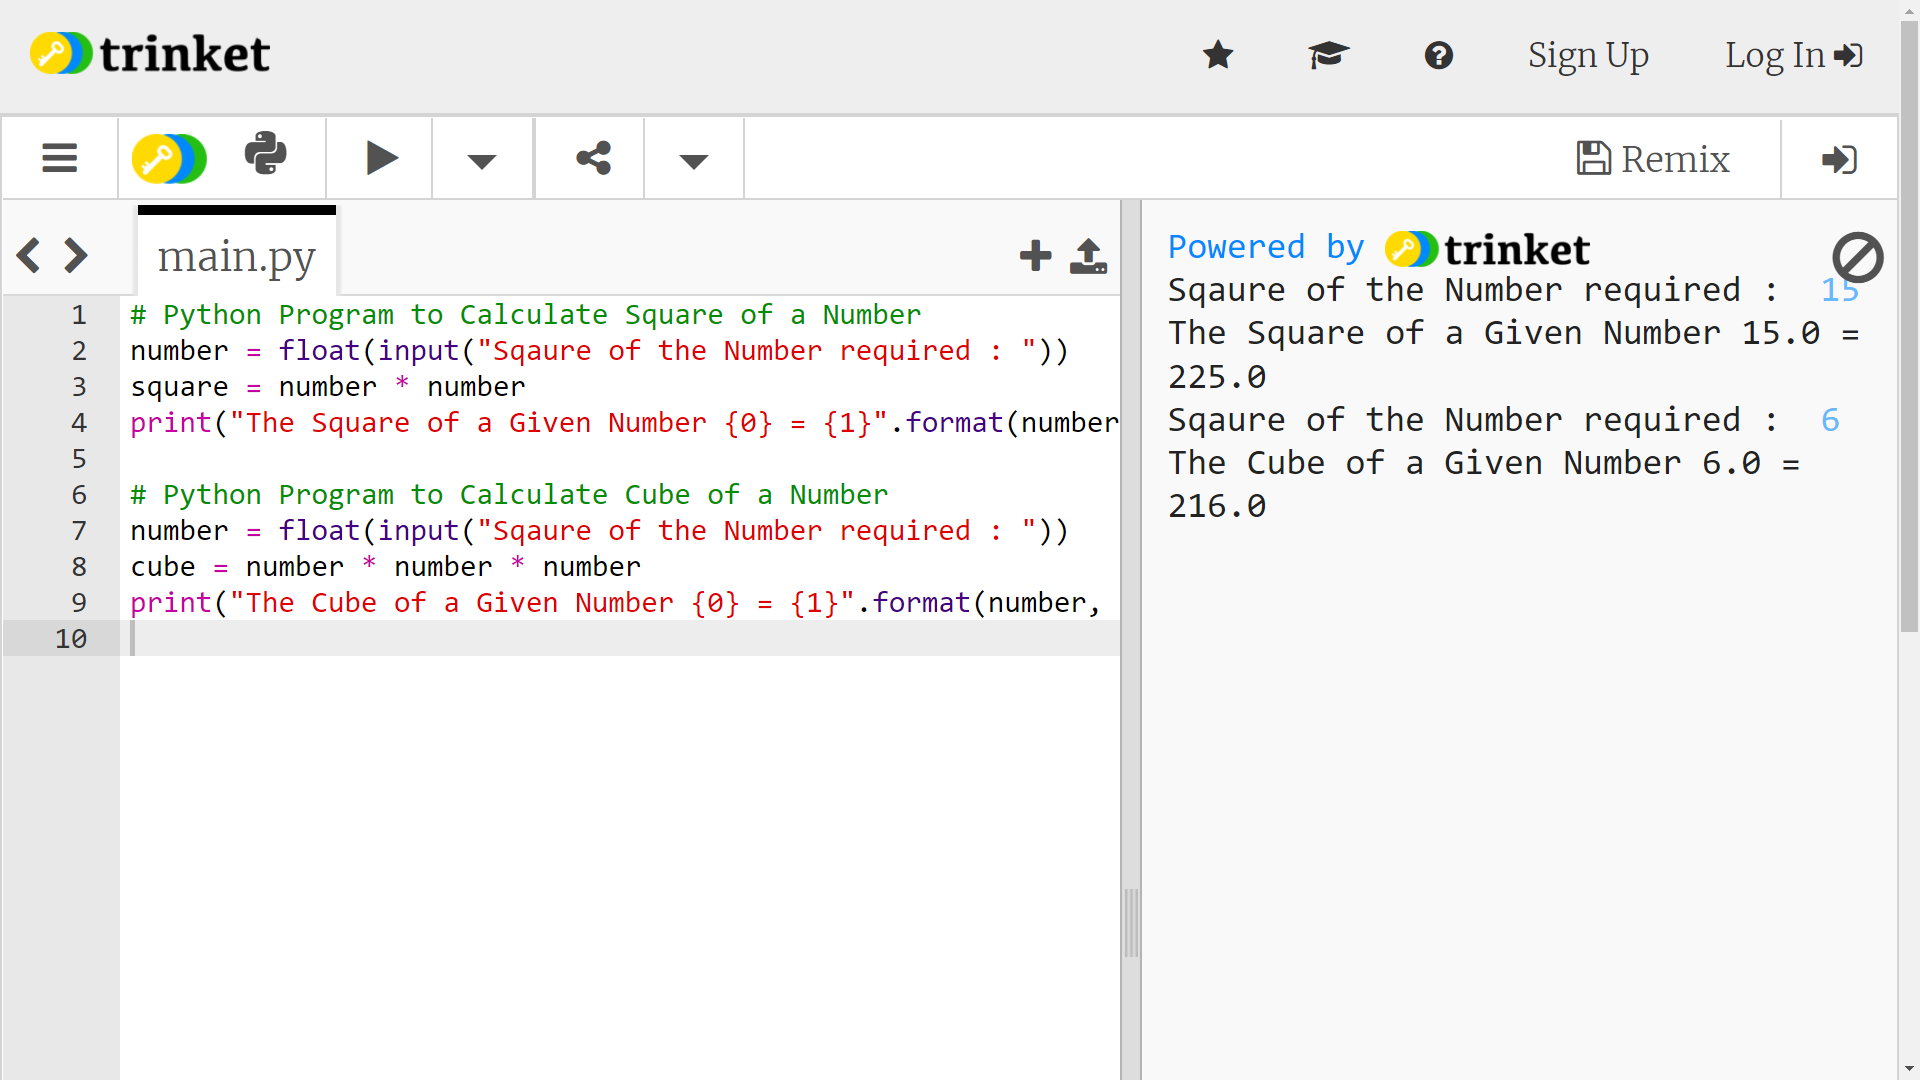 trinket
Sign Up
Log In
Remix
main.py
1 # Python Program to Calculate Square of a Number
2 number = float(input("Sqaure of the Number required : "))
3 square = number * number
4 print("The Square of a Given Number {0} = {1}".format(number
5
6 # Python Program to Calculate Cube of a Number
7 number = float(input("Sqaure of the Number required : "))
8 cube = number * number * number
9 print("The Cube of a Given Number {0} = {1}".format(number,
10
Powered by trinket
Sqaure of the Number required :  15
The Square of a Given Number 15.0 =
225.0
Sqaure of the Number required :  6
The Cube of a Given Number 6.0 =
216.0